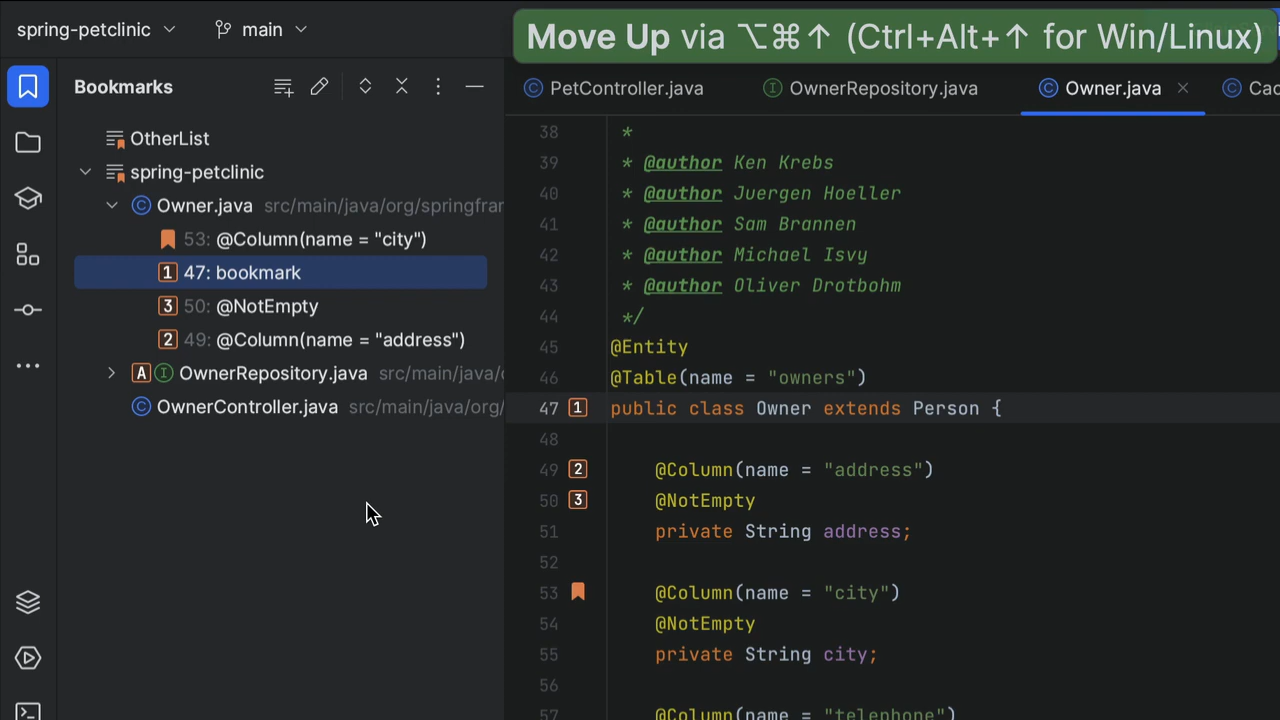 spring-petclinic
main
Move Up via ⌥⌘↑ (Ctrl+Alt+↑ for Win/Linux)
Bookmarks
PetController.java
OwnerRepository.java
Owner.java
OtherList
spring-petclinic
Owner.java src/main/java/org/springfra
53: @Column(name = "city")
1 47: bookmark
3 50: @NotEmpty
2 49: @Column(name = "address")
A I OwnerRepository.java src/main/java/
OwnerController.java src/main/java/org/
38 *
39 * @author Ken Krebs
40 * @author Juergen Hoeller
41 * @author Sam Brannen
42 * @author Michael Isvy
43 * @author Oliver Drotbohm
44 */
45 @Entity
46 @Table(name = "owners")
47 1 public class Owner extends Person {
48
49 2 @Column(name = "address")
50 3 @NotEmpty
51 private String address;
52
53 @Column(name = "city")
54 @NotEmpty
55 private String city;
56
57 @Column(name = "telephone")